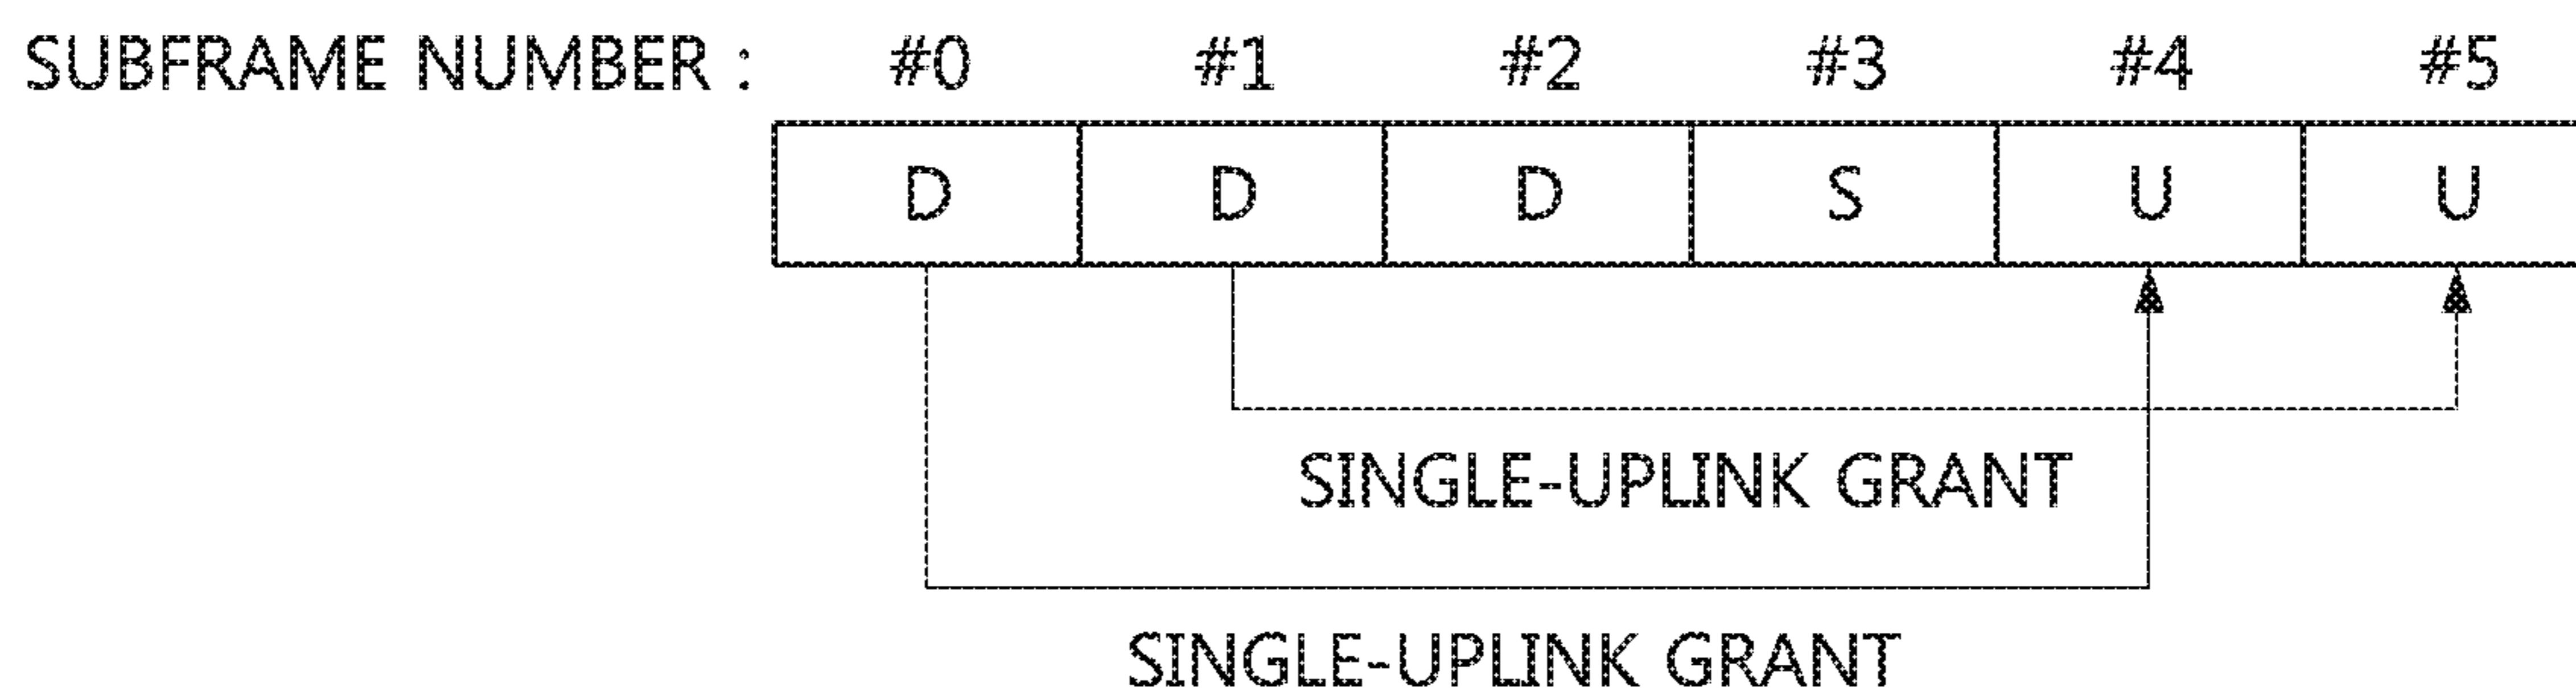 SUBFRAME NUMBER : #0 #1 #2 #3 #4 #5
D D D S U U
SINGLE-UPLINK GRANT
SINGLE-UPLINK GRANT